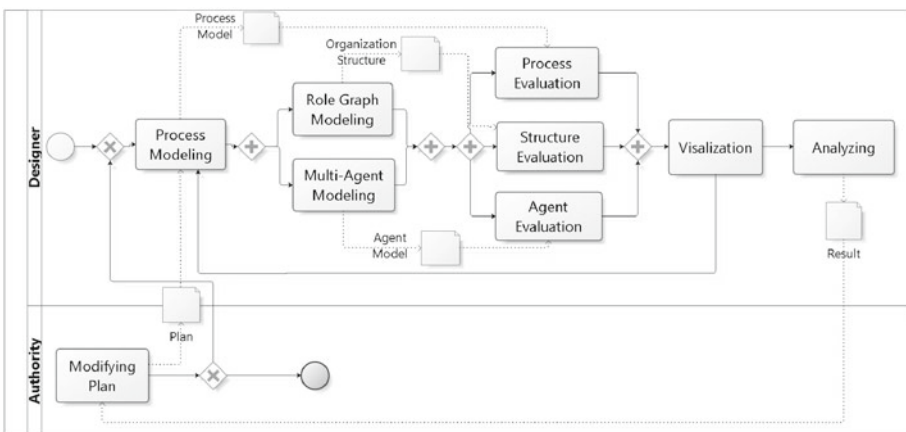 Process
Model
Organization
Structure
Process
Evaluation
Designer
Process
Modeling
Role Graph
Modeling
Multi-Agent
Modeling
Structure
Evaluation
Agent
Evaluation
Visalization
Analyzing
Agent
Model
Result
Plan
Authority
Modifying
Plan